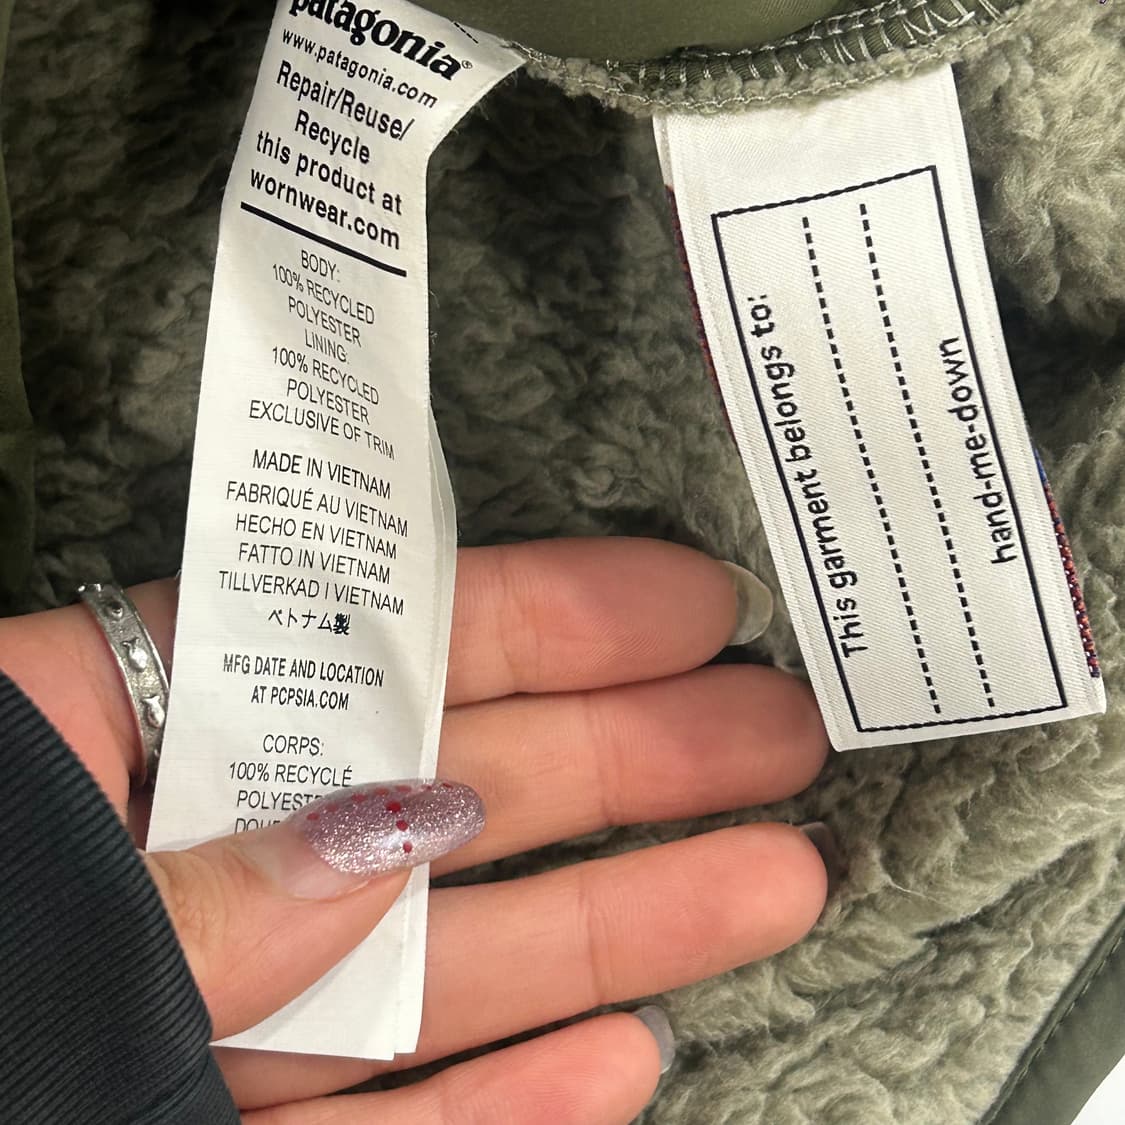 patagonia®
www.patagonia.com
Repair/Reuse/
Recycle
this product at
wornwear.com
BODY:
100% RECYCLED
POLYESTER
LINING:
100% RECYCLED
POLYESTER
EXCLUSIVE OF TRIM
MADE IN VIETNAM
FABRIQUÉ AU VIETNAM
HECHO EN VIETNAM
FATTO IN VIETNAM
TILLVERKAD I VIETNAM
ベトナム製
MFG DATE AND LOCATION
AT PCPSIA.COM
CORPS:
100% RECYCLÉ
This garment belongs to:
hand-me-down